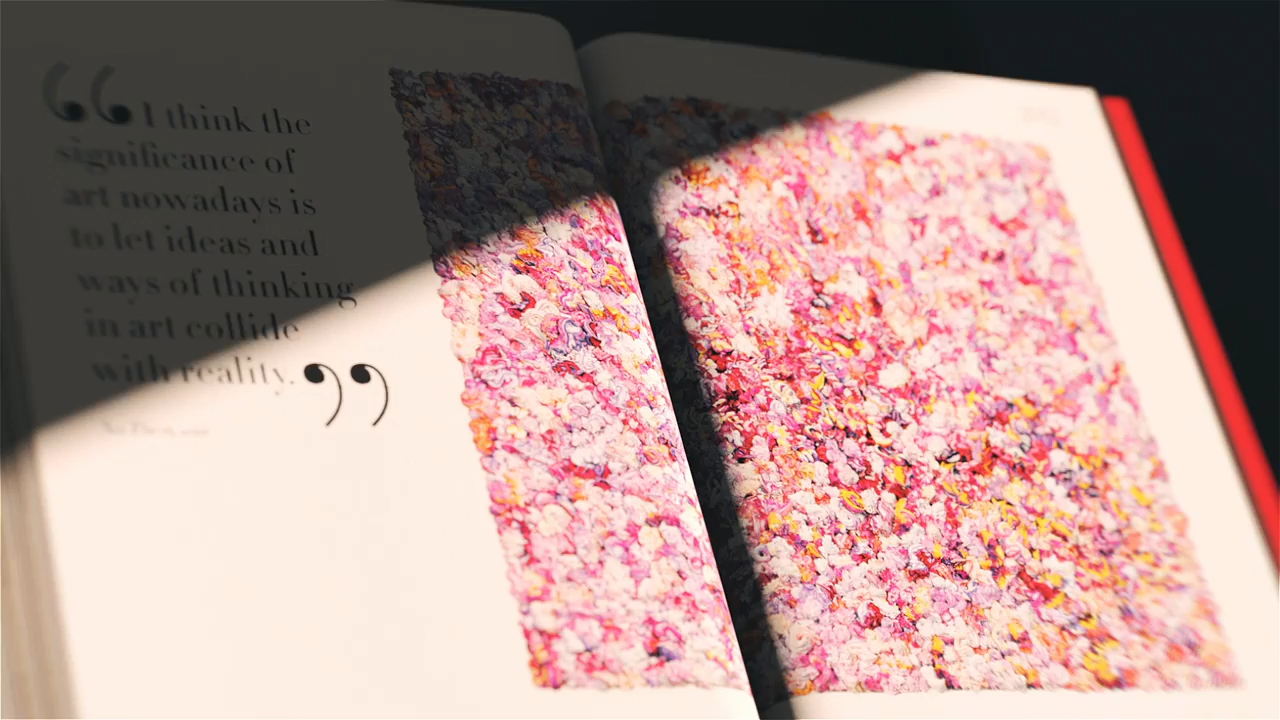 “I think the
significance of
art nowadays is
to let ideas and
ways of thinking
in art collide
with reality.”